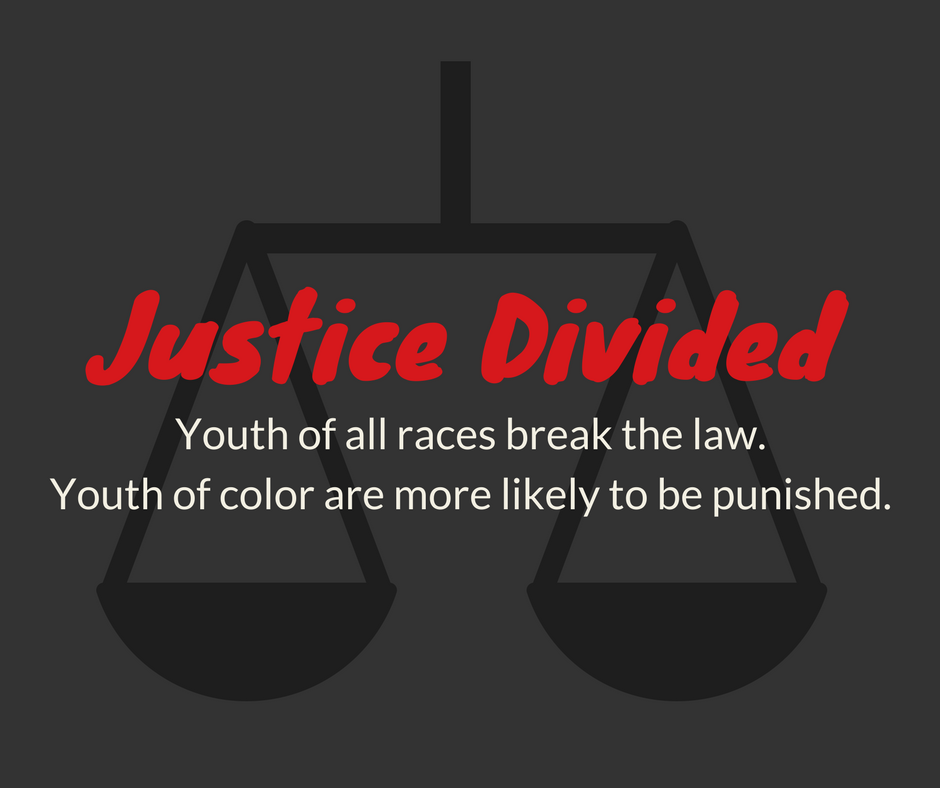 Justice Divided
Youth of all races break the law.
Youth of color are more likely to be punished.